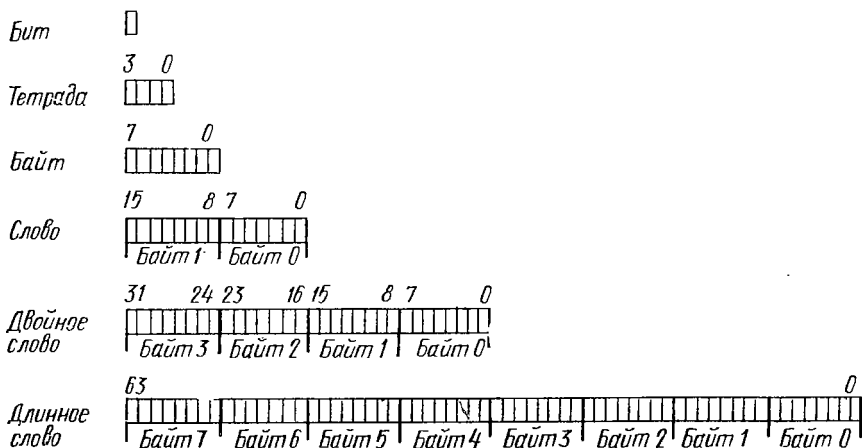 Бит
3 0
Тетрада
7 0
Байт
15 8 7 0
Слово
Байт 1 Байт 0
31 24 23 16 15 8 7 0
Двойное
слово
Байт 3 Байт 2 Байт 1 Байт 0
63 0
Длинное
слово
Байт 7 Байт 6 Байт 5 Байт 4 Байт 3 Байт 2 Байт 1 Байт 0